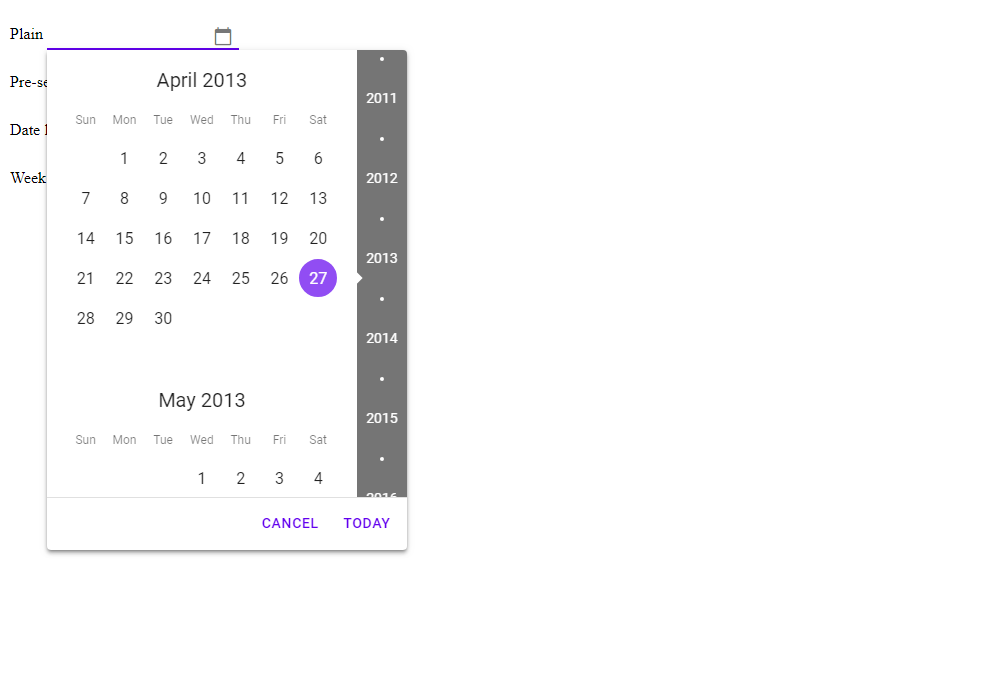 Plain
Pre-se
Date
Week
April 2013
Sun Mon Tue Wed Thu Fri Sat
1 2 3 4 5 6
7 8 9 10 11 12 13
14 15 16 17 18 19 20
21 22 23 24 25 26 27
28 29 30
May 2013
Sun Mon Tue Wed Thu Fri Sat
1 2 3 4
2011
2012
2013
2014
2015
2016
CANCEL TODAY